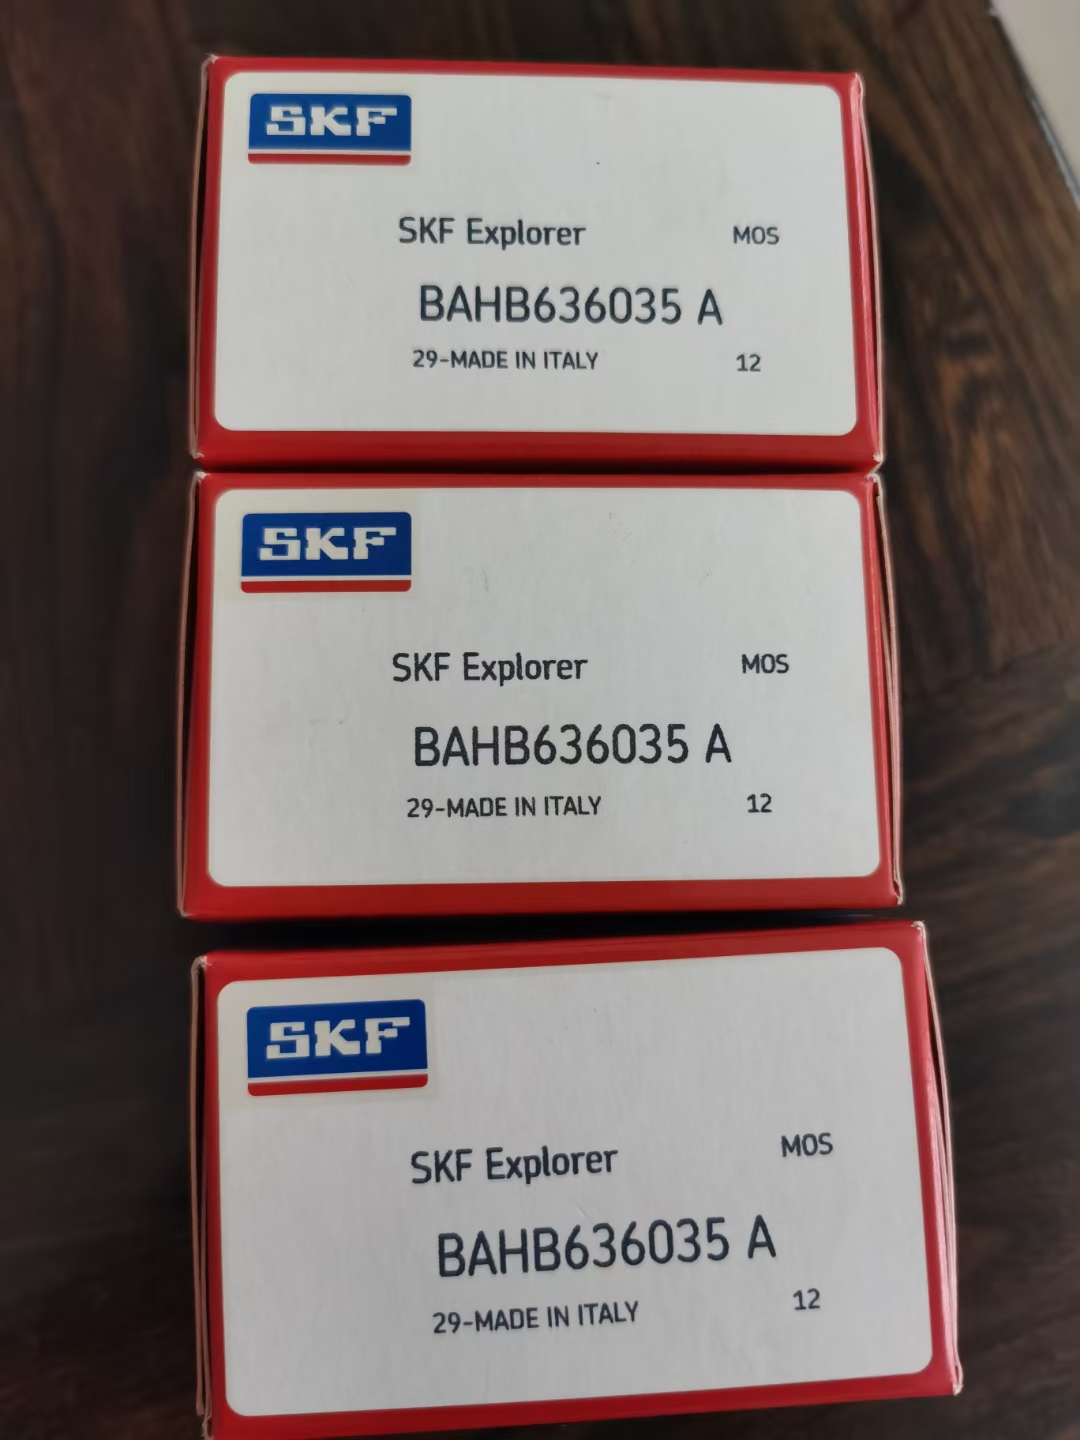 SKF
SKF Explorer MOS
BAHB636035 A
29-MADE IN ITALY 12
SKF
SKF Explorer MOS
BAHB636035 A
29-MADE IN ITALY 12
SKF
SKF Explorer MOS
BAHB636035 A
29-MADE IN ITALY 12